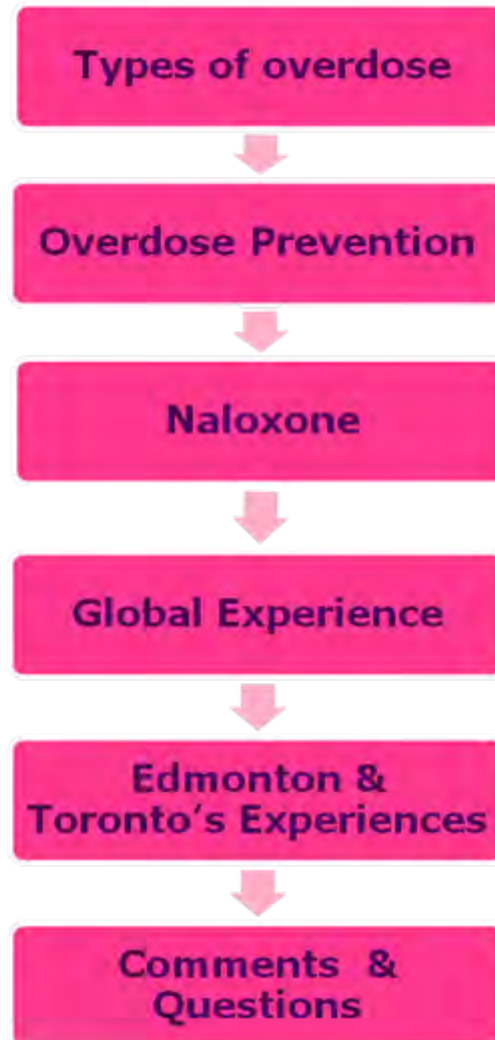 Types of overdose
Overdose Prevention
Naloxone
Global Experience
Edmonton &
Toronto's Experiences
Comments &
Questions